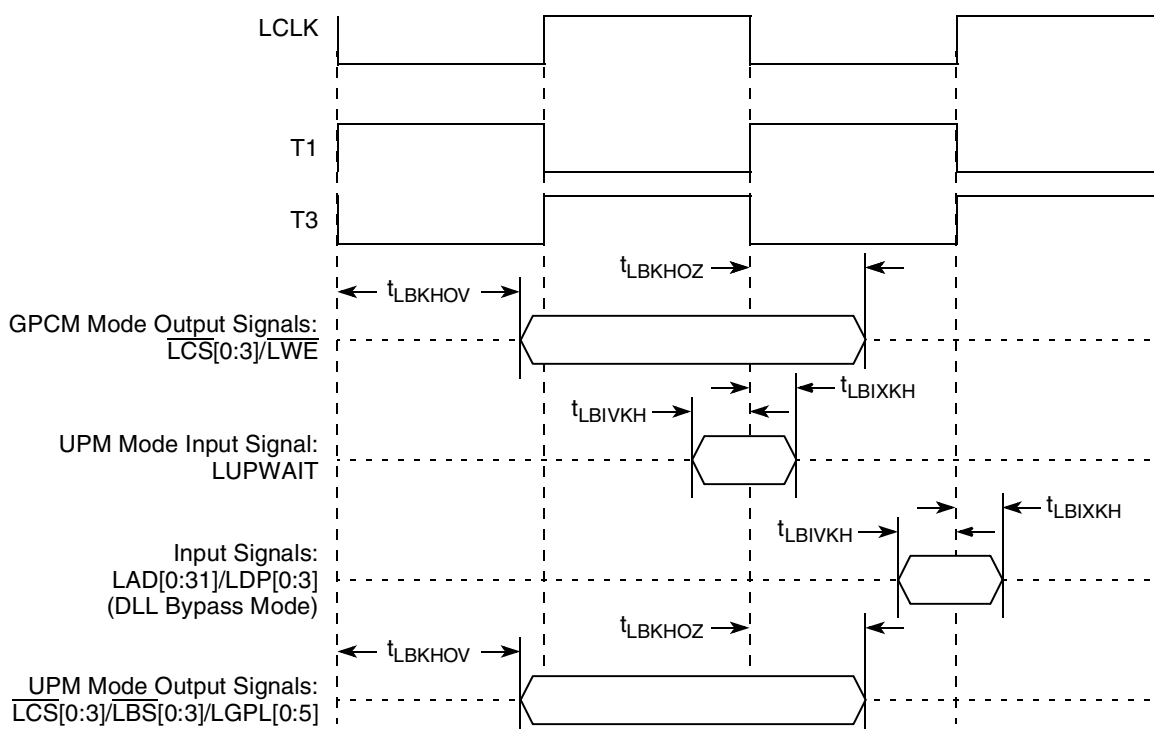 LCLK
T1
T3
tLBKHOZ
tLBKHOV
GPCM Mode Output Signals:
LCS[0:3]/LWE
tLBIXKH
tLBIVKH
UPM Mode Input Signal:
LUPWAIT
tLBIXKH
tLBIVKH
Input Signals:
LAD[0:31]/LDP[0:3]
(DLL Bypass Mode)
tLBKHOZ
tLBKHOV
UPM Mode Output Signals:
LCS[0:3]/LBS[0:3]/LGPL[0:5]